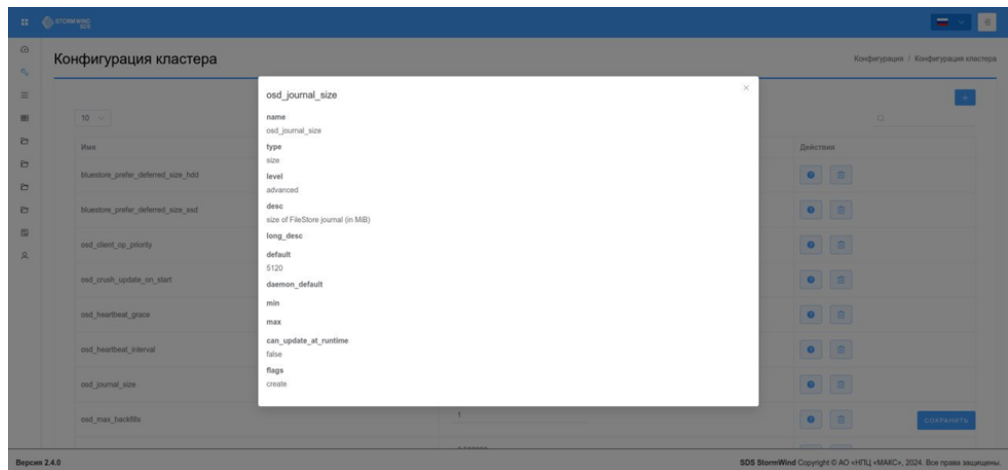 STORMWIND
SDS
Конфигурация кластера
Конфигурация / Конфигурация кластера
osd_journal_size
name
osd_journal_size
type
size
level
advanced
desc
size of FileStore journal (in MiB)
long_desc
default
5120
daemon_default
min
max
can_update_at_runtime
false
flags
create
10
Имя
Действия
bluestore_prefer_deferred_size_hdd
bluestore_prefer_deferred_size_ssd
osd_client_op_priority
osd_crush_update_on_start
osd_heartbeat_grace
osd_heartbeat_interval
osd_journal_size
osd_max_backfills
1
СОХРАНИТЬ
Версия 2.4.0
SDS StormWind Copyright © АО «НПЦ «МАКС», 2024. Все права защищены.